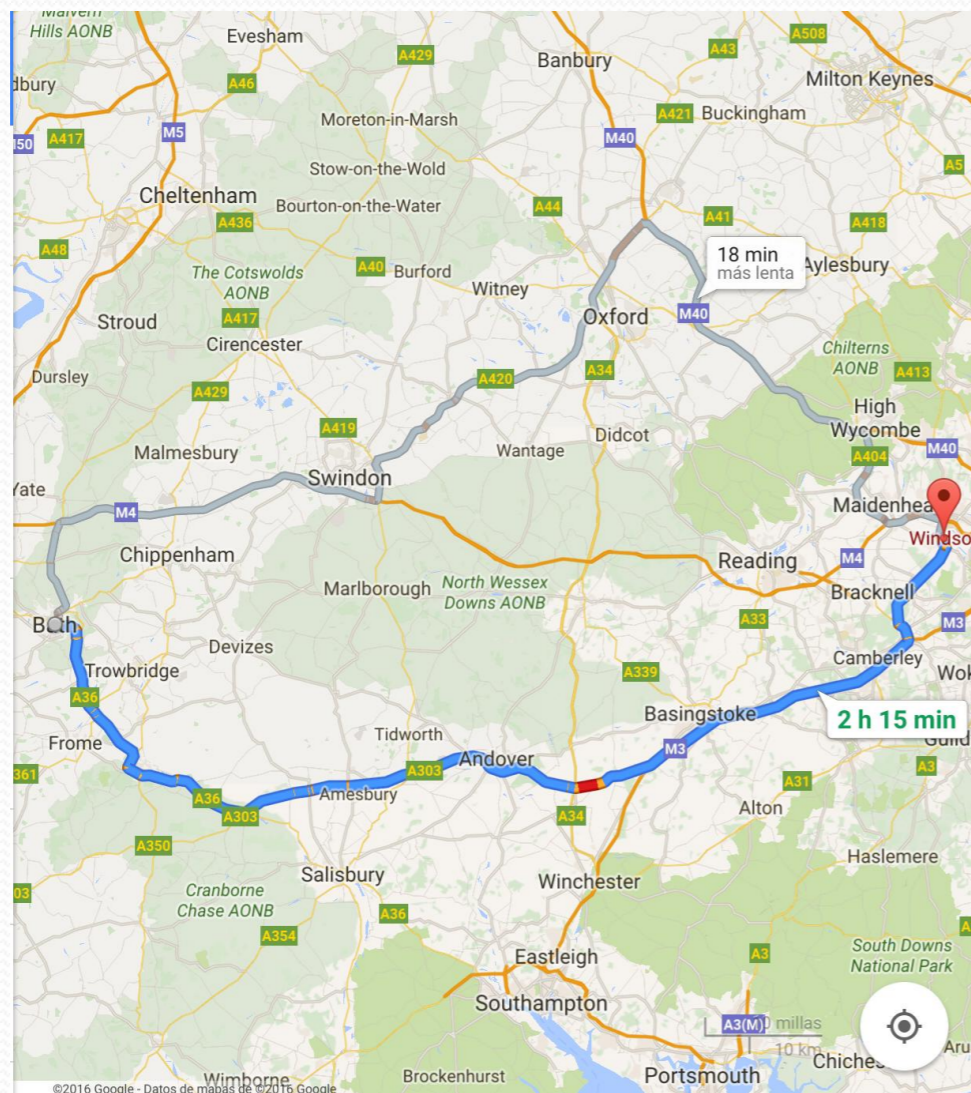 Malvern
Hills AONB
Evesham
A429
Banbury
A43
A508
dbury
A46
Milton Keynes
A417
M5
Moreton-in-Marsh
M40
A421
Buckingham
M50
Stow-on-the-Wold
A5
Cheltenham
Bourton-on-the-Water
A44
A41
A418
A436
A48
The Cotswolds
AONB
A40
Burford
18 min
más lenta
Aylesbury
Witney
Stroud
A417
Oxford
M40
Cirencester
Chilterns
AONB
Dursley
A429
A420
A34
A413
A419
Didcot
High
Wycombe
Malmesbury
Wantage
M40
A404
Swindon
Yate
M4
Maidenhea
Windso
Chippenham
Reading
M4
Marlborough
North Wessex
Downs AONB
Bracknell
Bath
A33
M3
Devizes
Camberley
Trowbridge
A339
Wok
A36
Basingstoke
2 h 15 min
Frome
Tidworth
Andover
M3
Guild
361
A303
A3
A36
Amesbury
A31
A303
A34
Alton
A350
Haslemere
Salisbury
Winchester
03
Cranborne
Chase AONB
A36
A354
South Downs
National Park
Eastleigh
A3
Southampton
A3(M)
0 millas
10 km
Chiches
Aru
Wimborne
Brockenhurst
Portsmouth
©2016 Google - Datos de mapas de ©2016 Google